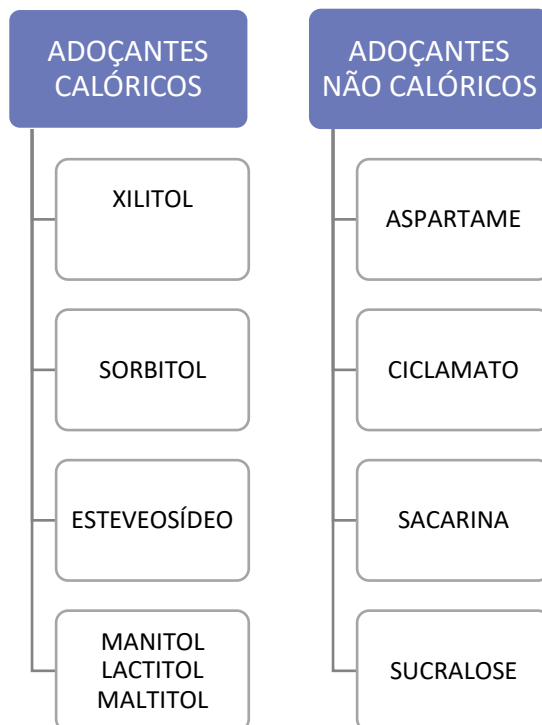 ADOÇANTES
CALÓRICOS
XILITOL
SORBITOL
ESTEVEOSÍDEO
MANITOL
LACTITOL
MALTITOL
ADOÇANTES
NÃO CALÓRICOS
ASPARTAME
CICLAMATO
SACARINA
SUCRALOSE